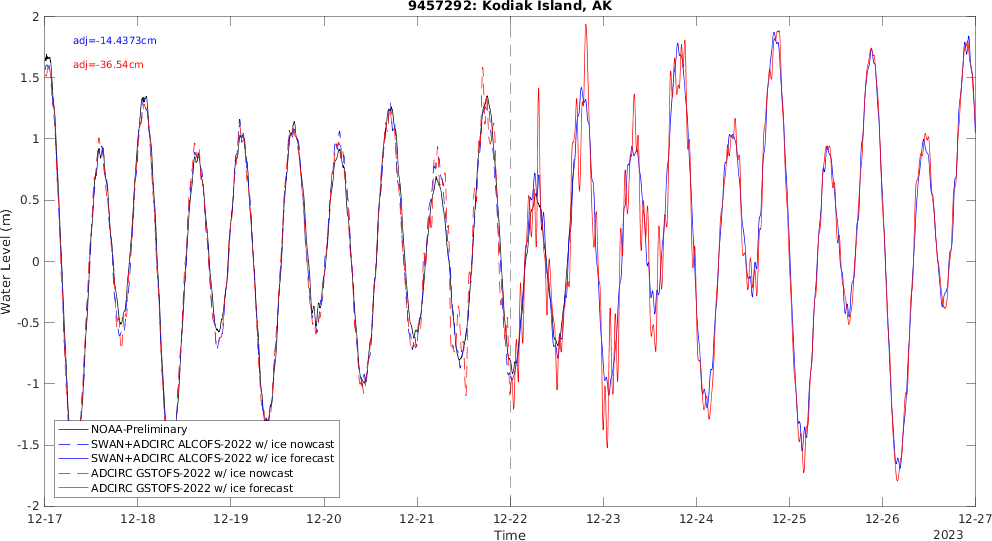 9457292: Kodiak Island, AK
adj=-14.4373cm
adj=-36.54cm
2
1.5
1
0.5
0
-0.5
-1
-1.5
-2
Water Level (m)
NOAA-Preliminary
SWAN+ADCIRC ALCOFS-2022 w/ ice nowcast
SWAN+ADCIRC ALCOFS-2022 w/ ice forecast
ADCIRC GSTOFS-2022 w/ ice nowcast
ADCIRC GSTOFS-2022 w/ ice forecast
12-17 12-18 12-19 12-20 12-21 12-22 12-23 12-24 12-25 12-26 12-27
Time
2023